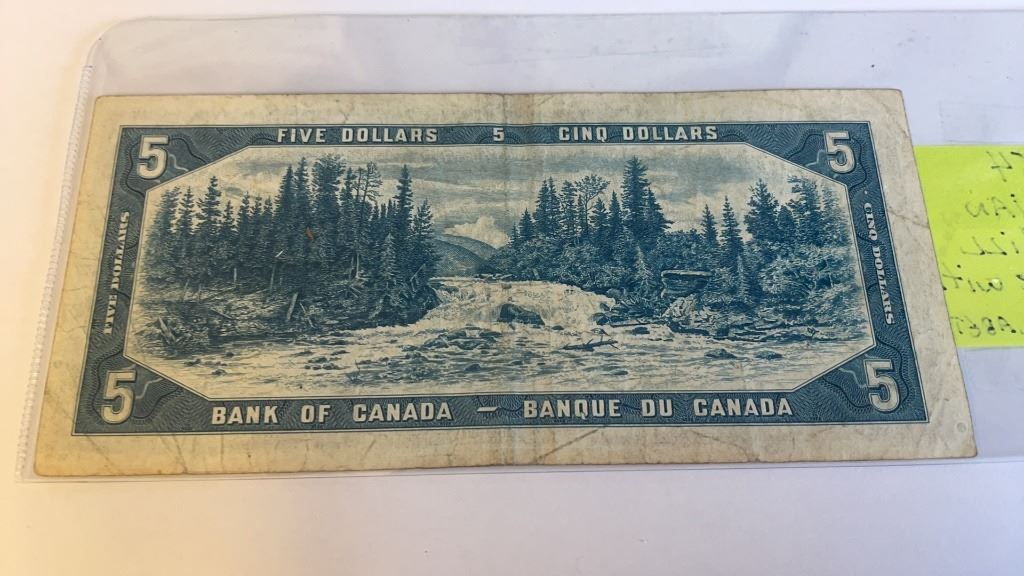 FIVE DOLLARS 5 CINQ DOLLARS
5 5
FIVE DOLLARS
CINQ DOLLARS
5 5
BANK OF CANADA – BANQUE DU CANADA